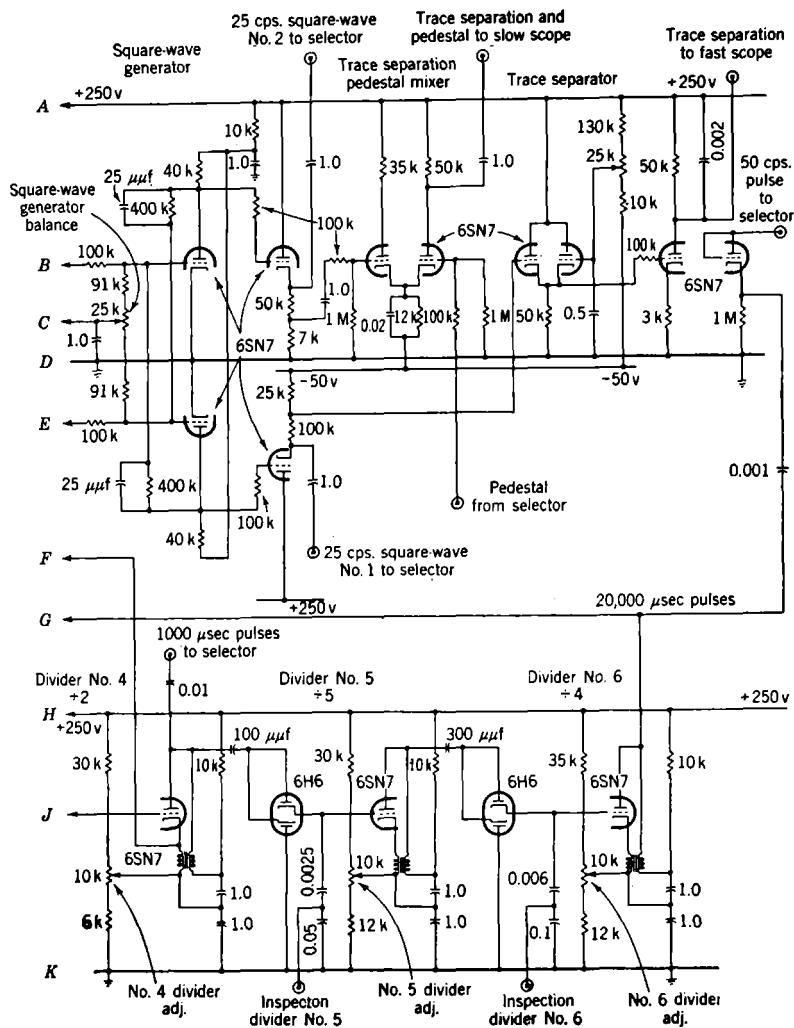 25 cps. square-wave
No. 2 to selector
Trace separation and
pedestal to slow scope
Trace separation
to fast scope
Square-wave
generator
Trace separation
pedestal mixer
Trace separator
A
+250 v
+250 v
10 k
130 k
0.002
40 k
1.0
1.0
35 k
50 k
1.0
25 k
50 k
50 cps.
pulse
to
selector
25 μμf
400 k
10 k
Square-wave
generator
balance
100 k
6SN7
B
100 k
100 k
6SN7
91 k
50 k
1.0
C
25 k
1 M
0.02
12 k
100 k
1 M
50 k
0.5
3 k
1 M
1.0
6SN7
7 k
D
-50 v
-50 v
91 k
25 k
E
100 k
100 k
0.001
25 μμf
400 k
1.0
Pedestal
from selector
100 k
40 k
25 cps. square-wave
No. 1 to selector
F
+250 v
20,000 μsec pulses
G
1000 μsec pulses
to selector
Divider No. 4
÷2
0.01
Divider No. 5
÷5
Divider No. 6
÷4
H
+250 v
+250 v
100 μμf
300 μμf
30 k
10 k
30 k
10 k
35 k
10 k
6H6
6SN7
6H6
6SN7
J
6SN7
10 k
0.0025
10 k
0.006
10 k
1.0
1.0
1.0
6 k
1.0
0.05
12 k
1.0
0.1
12 k
1.0
K
No. 4 divider
adj.
Inspecton
divider No. 5
No. 5 divider
adj.
Inspection
divider No. 6
No. 6 divider
adj.